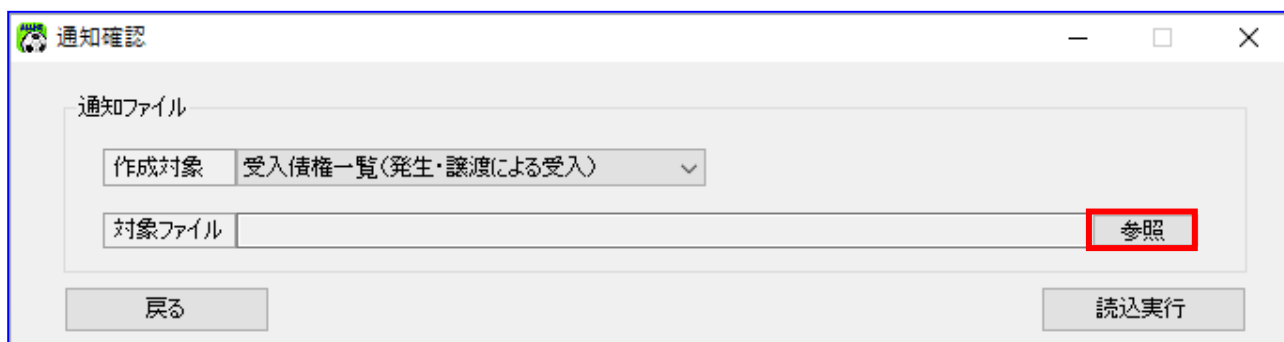 通知確認
通知ファイル
作成対象 受入債権一覧(発生・譲渡による受入)
対象ファイル 参照
戻る 読込実行